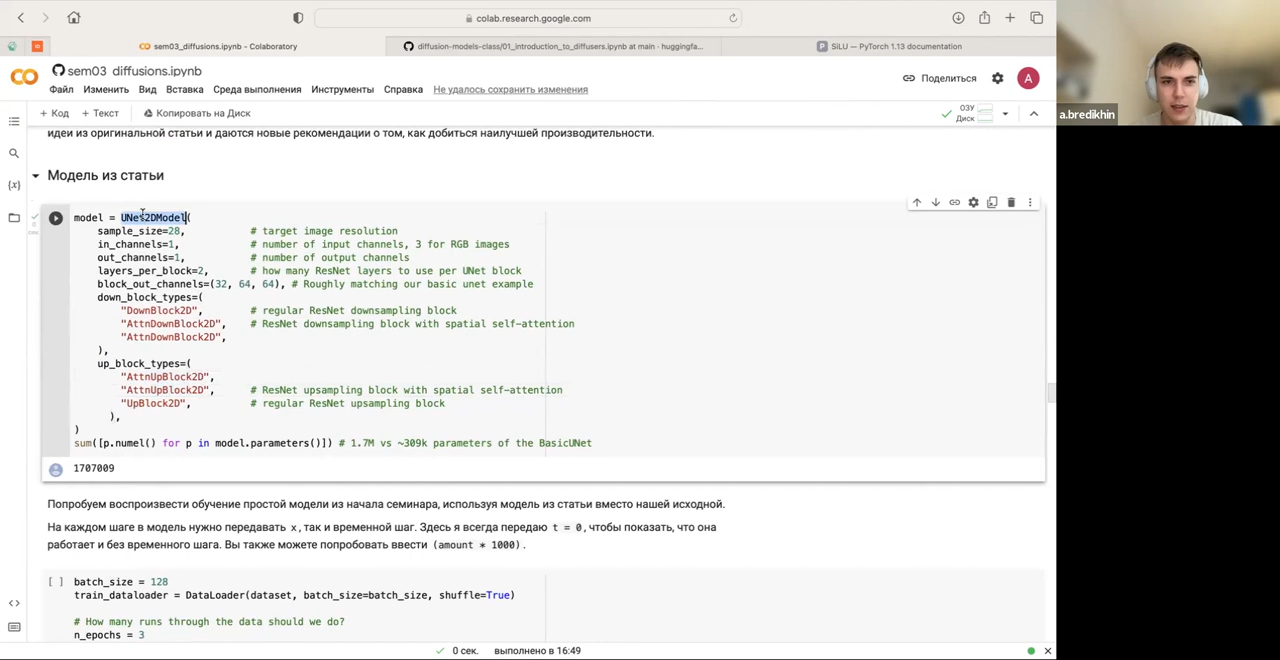 colab.research.google.com
sem03_diffusions.ipynb - Colaboratory
diffusion-models-class/01_introduction_to_diffusers.ipynb at main · huggingfa...
SiLU — PyTorch 1.13 documentation
sem03 diffusions.ipynb
Поделиться
A
a.bredikhin
Файл Изменить Вид Вставка Среда выполнения Инструменты Справка Не удалось сохранить изменения
+ Код + Текст Копировать на Диск
ОЗУ
Диск
идеи из оригинальной статьи и даются новые рекомендации о том, как добиться наилучшей производительности.
Модель из статьи
model = UNet2DModel(
sample_size=28, # target image resolution
in_channels=1, # number of input channels, 3 for RGB images
out_channels=1, # number of output channels
layers_per_block=2, # how many ResNet layers to use per UNet block
block_out_channels=(32, 64, 64), # Roughly matching our basic unet example
down_block_types=(
"DownBlock2D", # regular ResNet downsampling block
"AttnDownBlock2D", # ResNet downsampling block with spatial self-attention
"AttnDownBlock2D",
),
up_block_types=(
"AttnUpBlock2D",
"AttnUpBlock2D", # ResNet upsampling block with spatial self-attention
"UpBlock2D", # regular ResNet upsampling block
),
)
sum([p.numel() for p in model.parameters()]) # 1.7M vs ~309k parameters of the BasicUNet
1707009
Попробуем воспроизвести обучение простой модели из начала семинара, используя модель из статьи вместо нашей исходной.
На каждом шаге в модель нужно передавать x, так и временной шаг. Здесь я всегда передаю t = 0, чтобы показать, что она
работает и без временного шага. Вы также можете попробовать ввести (amount * 1000).
[ ] batch_size = 128
train_dataloader = DataLoader(dataset, batch_size=batch_size, shuffle=True)
# How many runs through the data should we do?
n_epochs = 3
0 сек. выполнено в 16:49